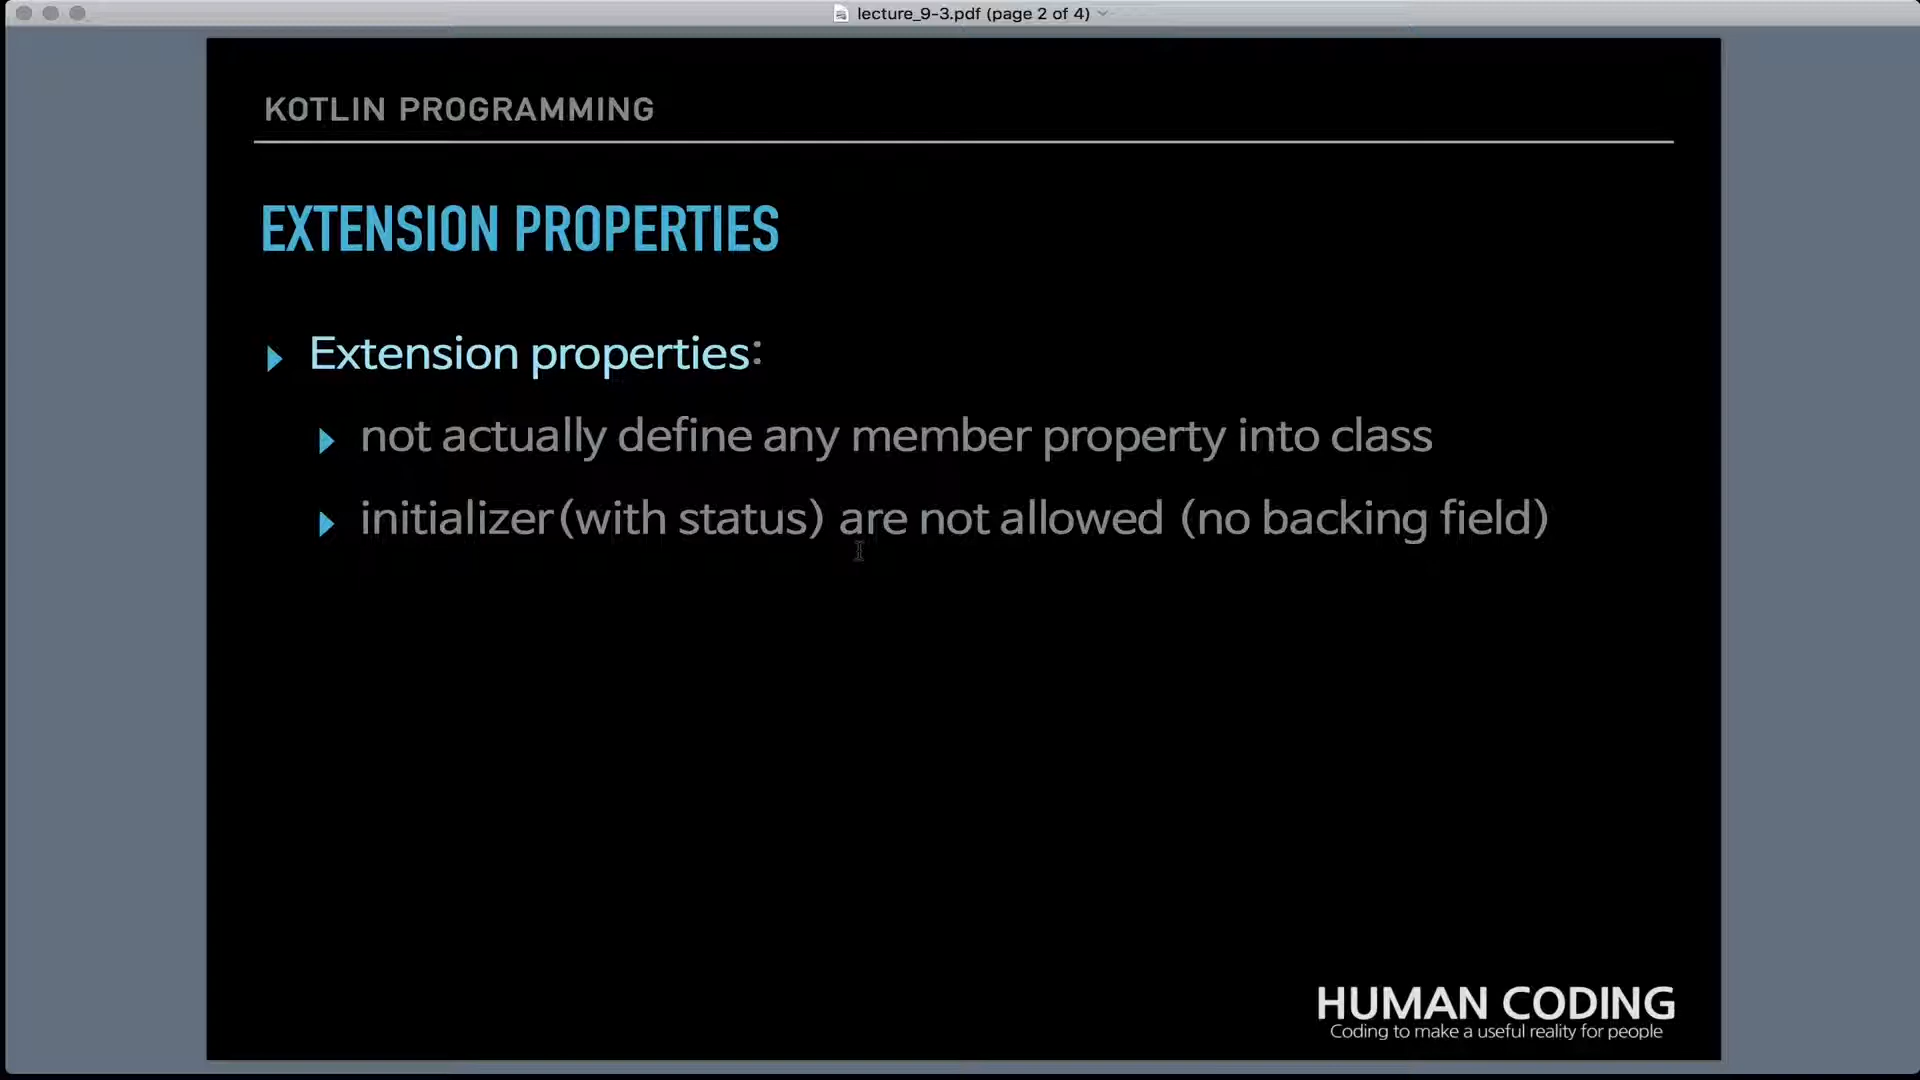 lecture_9-3.pdf (page 2 of 4)
KOTLIN PROGRAMMING
EXTENSION PROPERTIES
Extension properties:
not actually define any member property into class
initializer(with status) are not allowed (no backing field)
HUMAN CODING
Coding to make a useful reality for people